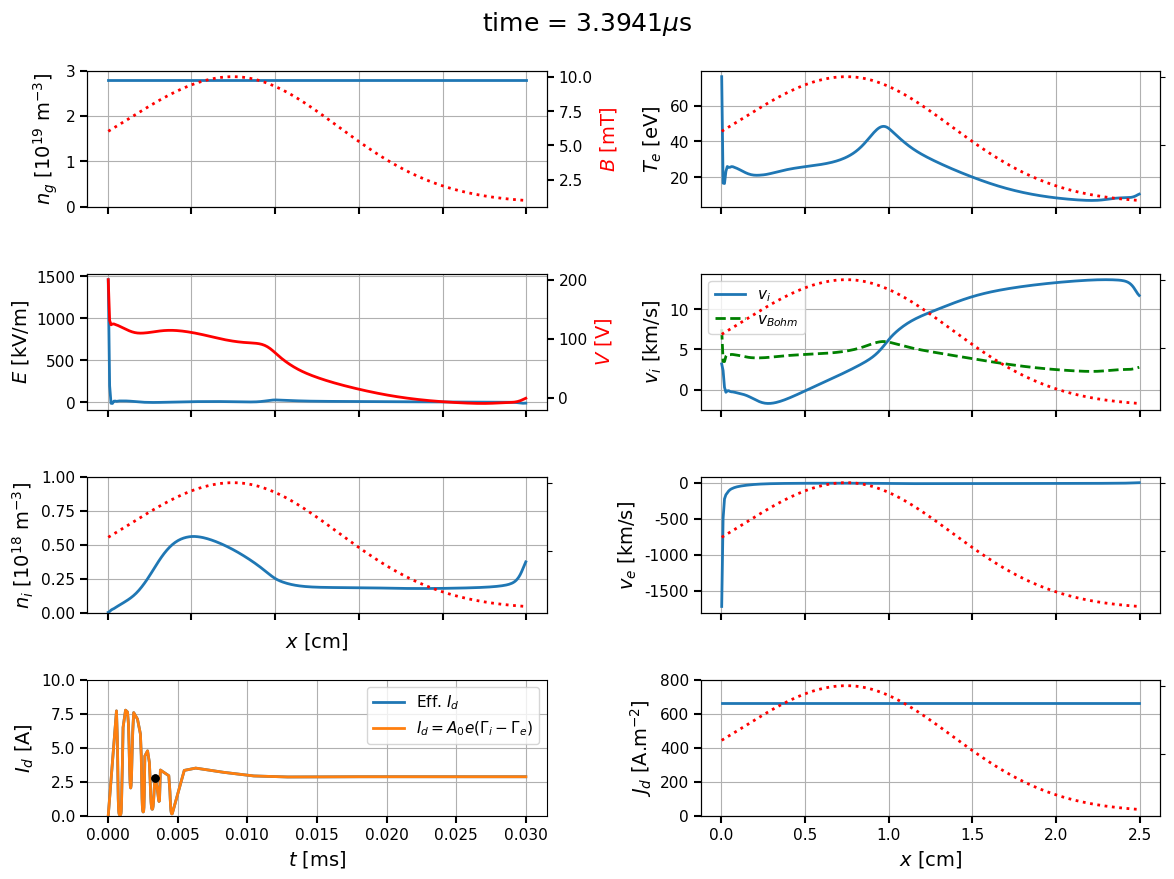 time = 3.3941μs
n_g [10^19 m^−3]
3
2
1
0
10.0
7.5
5.0
2.5
B [mT]
T_e [eV]
60
40
20
E [kV/m]
1500
1000
500
0
200
100
0
V [V]
v_i [km/s]
10
5
0
v_i
v_Bohm
n_i [10^18 m^−3]
1.00
0.75
0.50
0.25
0.00
x [cm]
v_e [km/s]
0
-500
-1000
-1500
I_d [A]
10.0
7.5
5.0
2.5
0.0
Eff. I_d
I_d = A_0e(Γ_i − Γ_e)
0.000 0.005 0.010 0.015 0.020 0.025 0.030
t [ms]
J_d [A.m^−2]
800
600
400
200
0
0.0 0.5 1.0 1.5 2.0 2.5
x [cm]